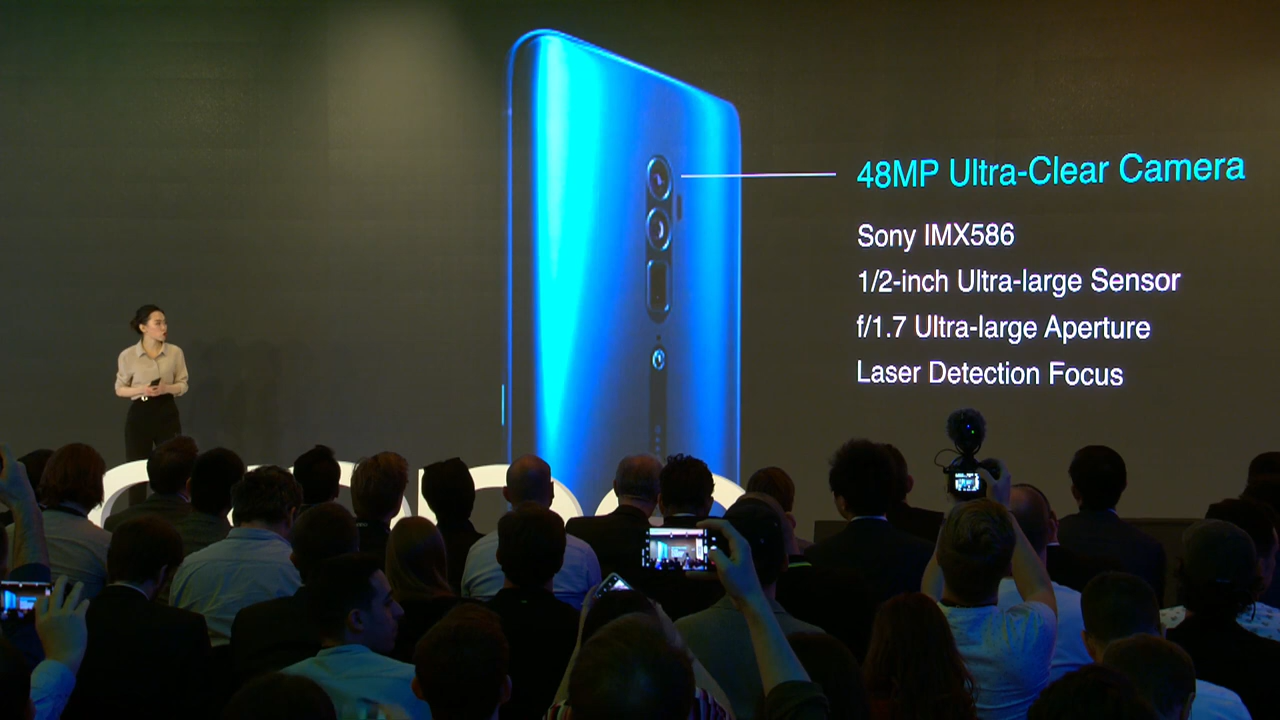 48MP Ultra-Clear Camera
Sony IMX586
1/2-inch Ultra-large Sensor
f/1.7 Ultra-large Aperture
Laser Detection Focus